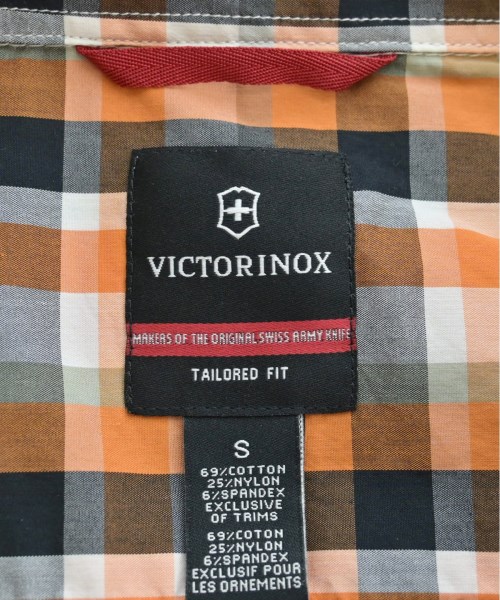 VICTORINOX
MAKERS OF THE ORIGINAL SWISS ARMY KNIFE
TAILORED FIT
S
69%COTTON
25%NYLON
6%SPANDEX
EXCLUSIVE
OF TRIMS
69%COTTON
25%NYLON
6%SPANDEX
EXCLUSIF POUR
LES ORNEMENTS